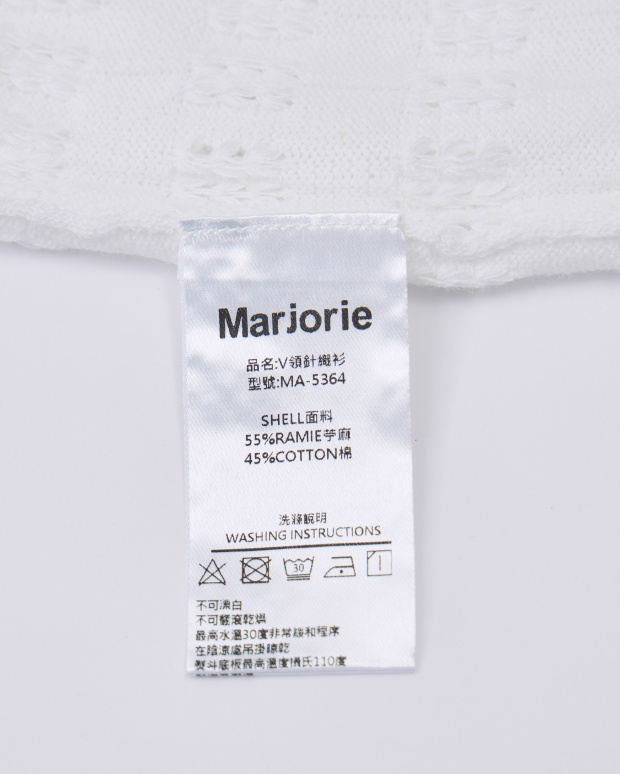 Marjorie
品名:V領針織衫
型號:MA-5364
SHELL面料
55%RAMIE苧麻
45%COTTON棉
洗滌說明
WASHING INSTRUCTIONS
30
不可漂白
不可翻滾乾烘
最高水溫30度非常緩和程序
在陰涼處吊掛晾乾
熨斗底板最高溫度攝氏110度